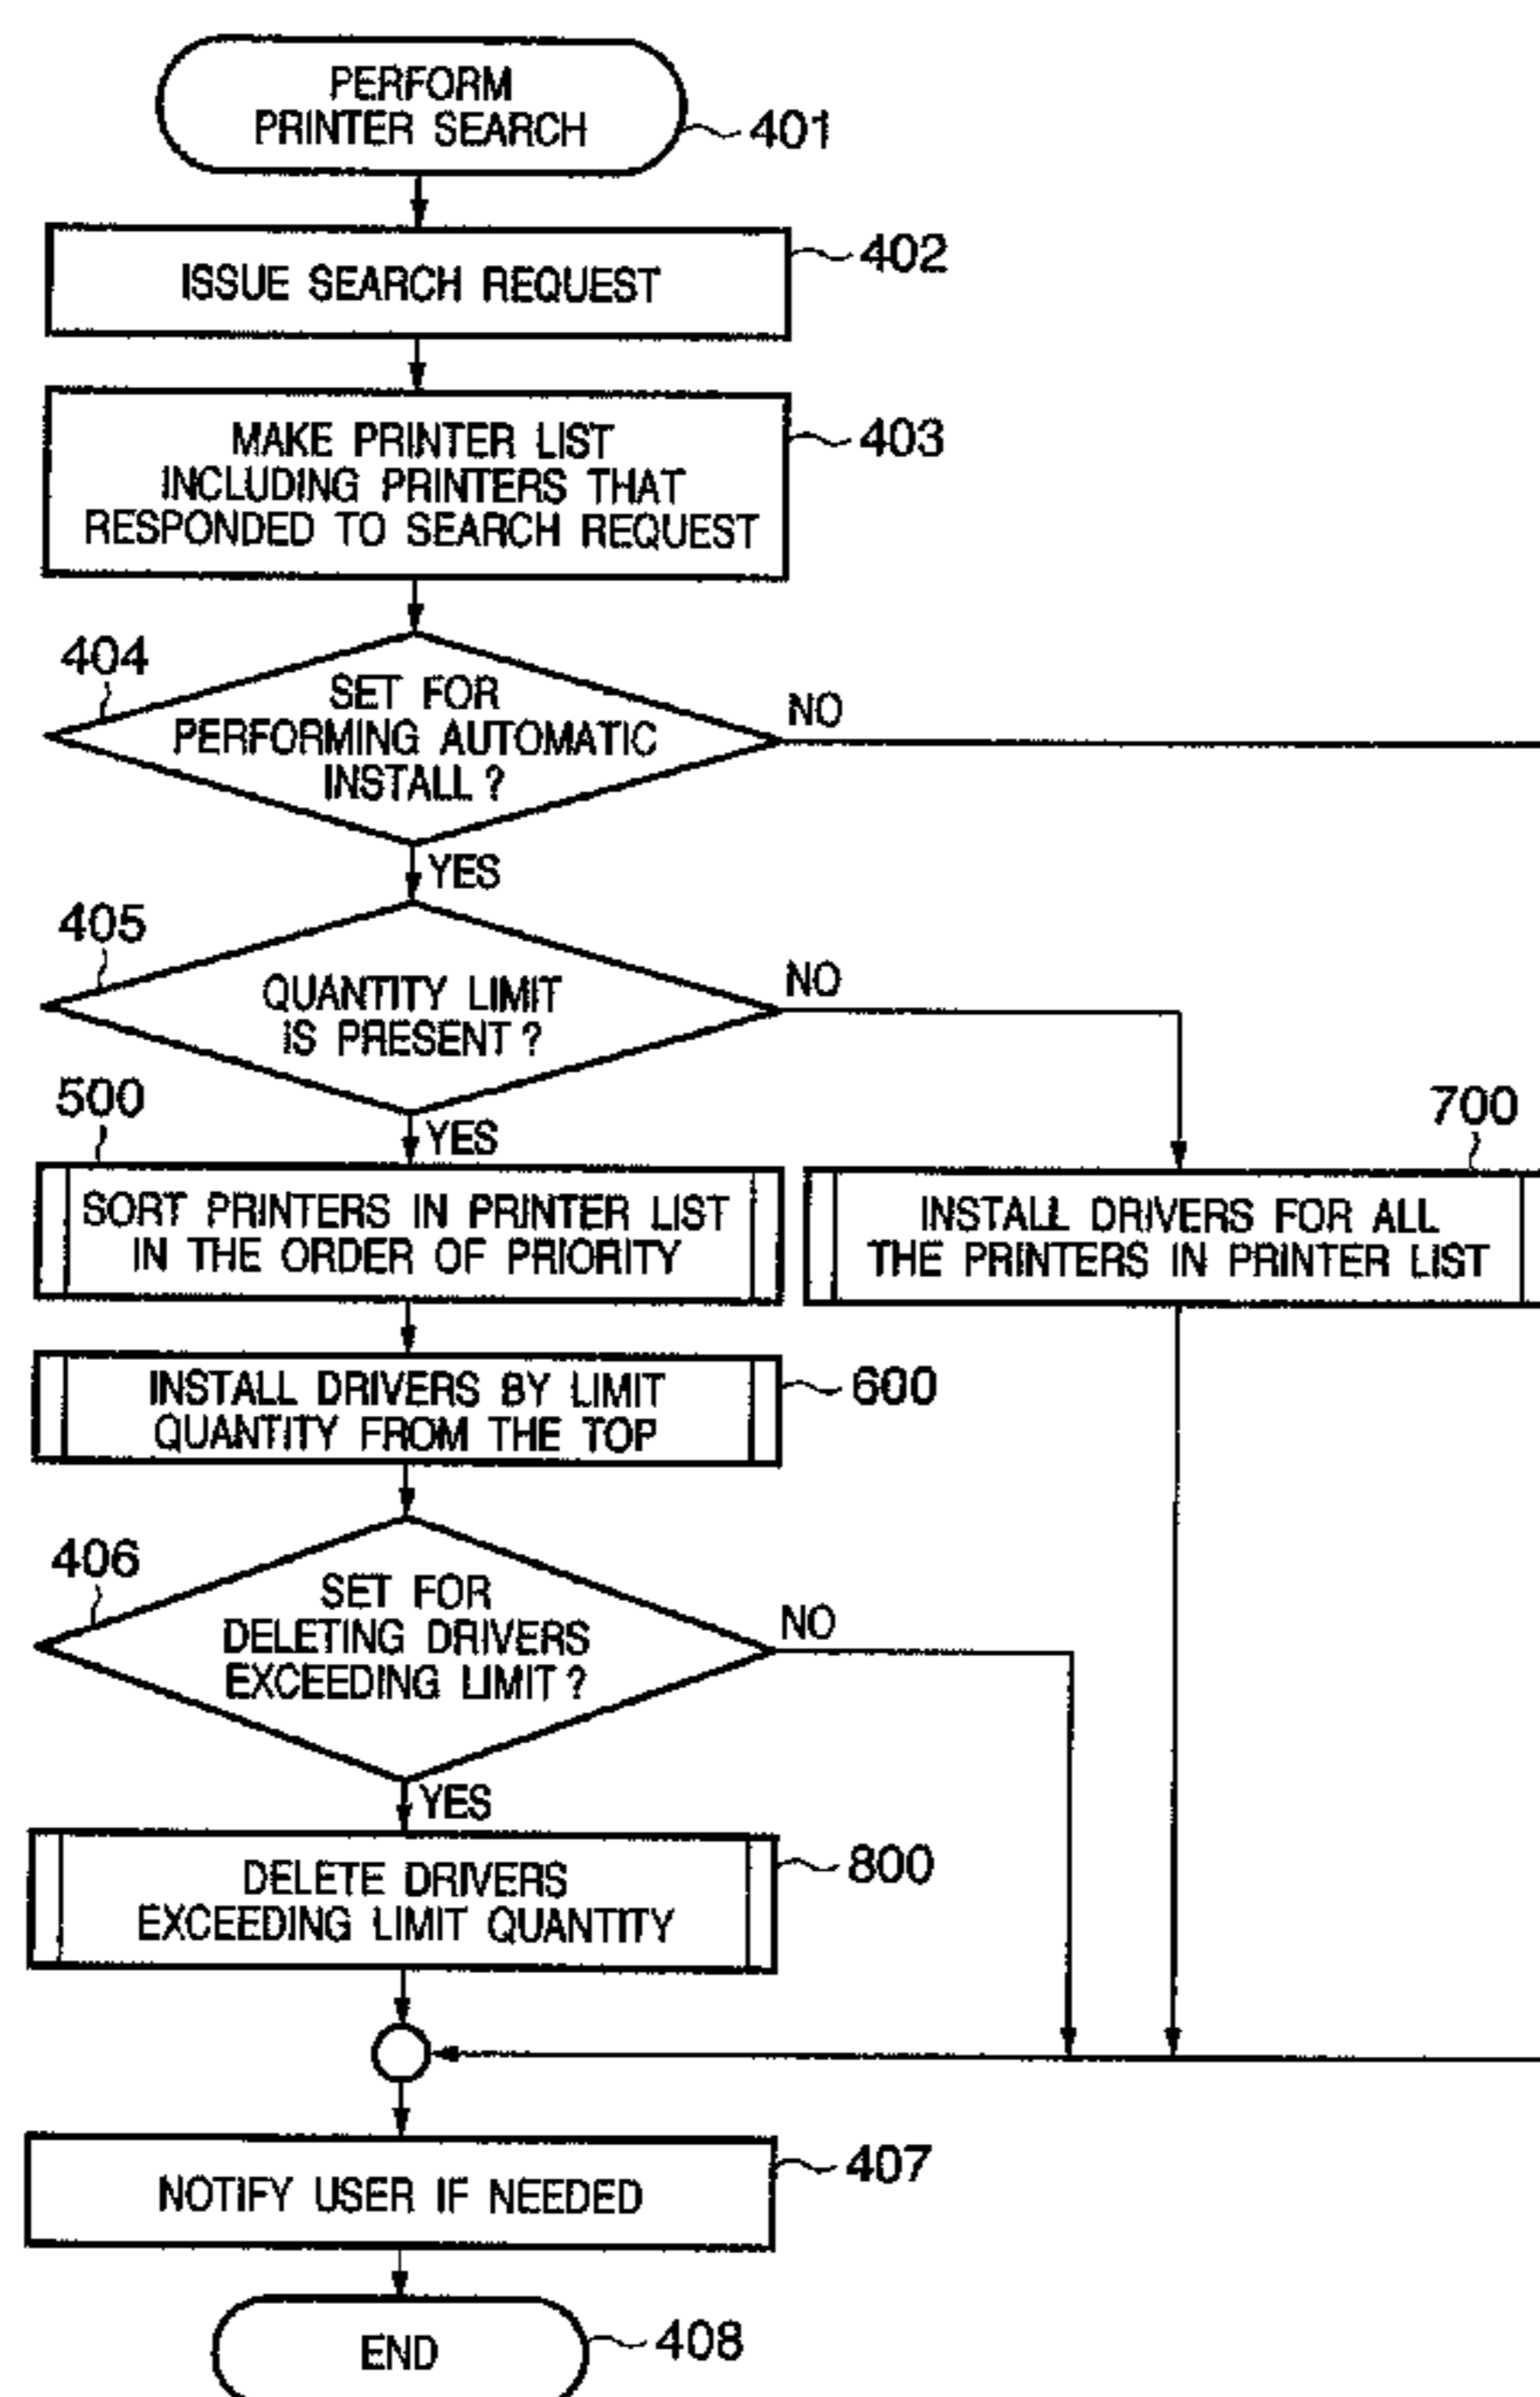 PERFORM
PRINTER SEARCH
401
ISSUE SEARCH REQUEST
402
MAKE PRINTER LIST
INCLUDING PRINTERS THAT
RESPONDED TO SEARCH REQUEST
403
404
SET FOR
PERFORMING AUTOMATIC
INSTALL?
NO
YES
405
QUANTITY LIMIT
IS PRESENT?
NO
YES
500
SORT PRINTERS IN PRINTER LIST
IN THE ORDER OF PRIORITY
700
INSTALL DRIVERS FOR ALL
THE PRINTERS IN PRINTER LIST
INSTALL DRIVERS BY LIMIT
QUANTITY FROM THE TOP
600
406
SET FOR
DELETING DRIVERS
EXCEEDING LIMIT?
NO
YES
DELETE DRIVERS
EXCEEDING LIMIT QUANTITY
800
NOTIFY USER IF NEEDED
407
END
408